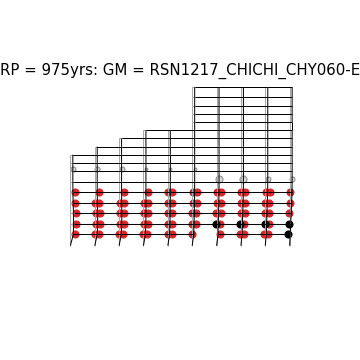 RP = 975yrs: GM = RSN1217_CHICHI_CHY060-E